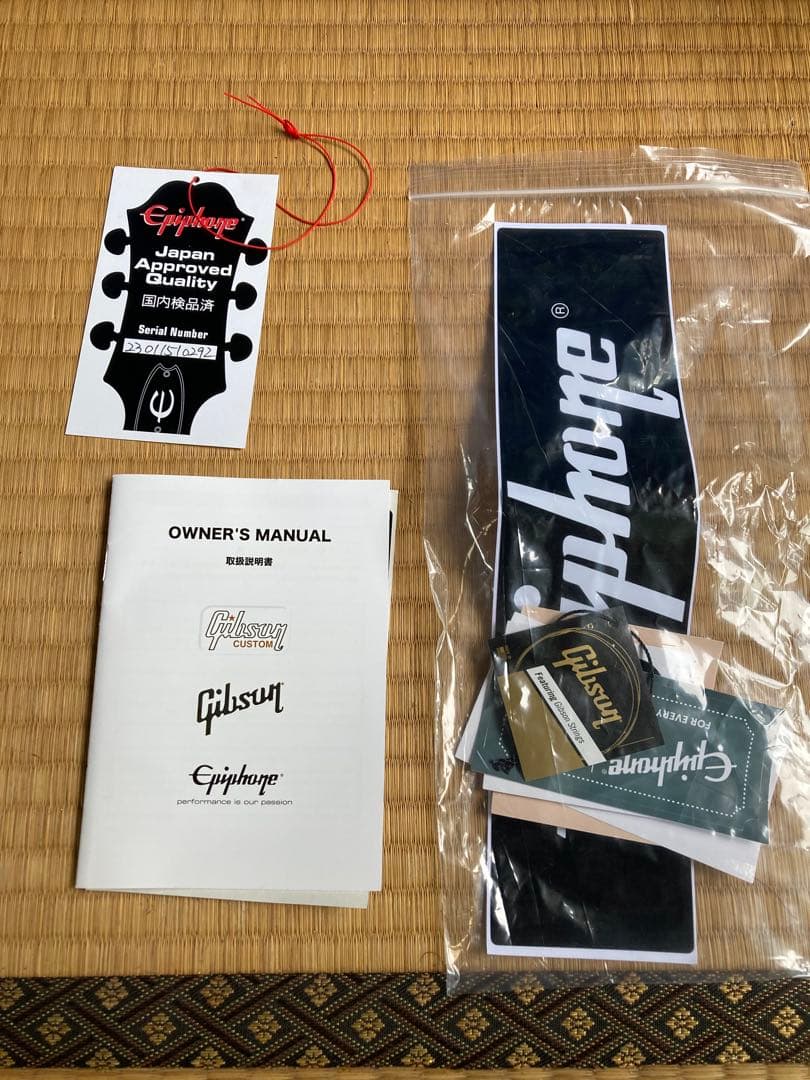 Epiphone®
Japan
Approved
Quality
国内検品済
Serial Number
23011510292
OWNER'S MANUAL
取扱説明書
Gibson
CUSTOM
Gibson
Epiphone®
performance is our passion
®
iphone
Gibson
Featuring Gibson Strings
FOR EVERY
Epiphone®